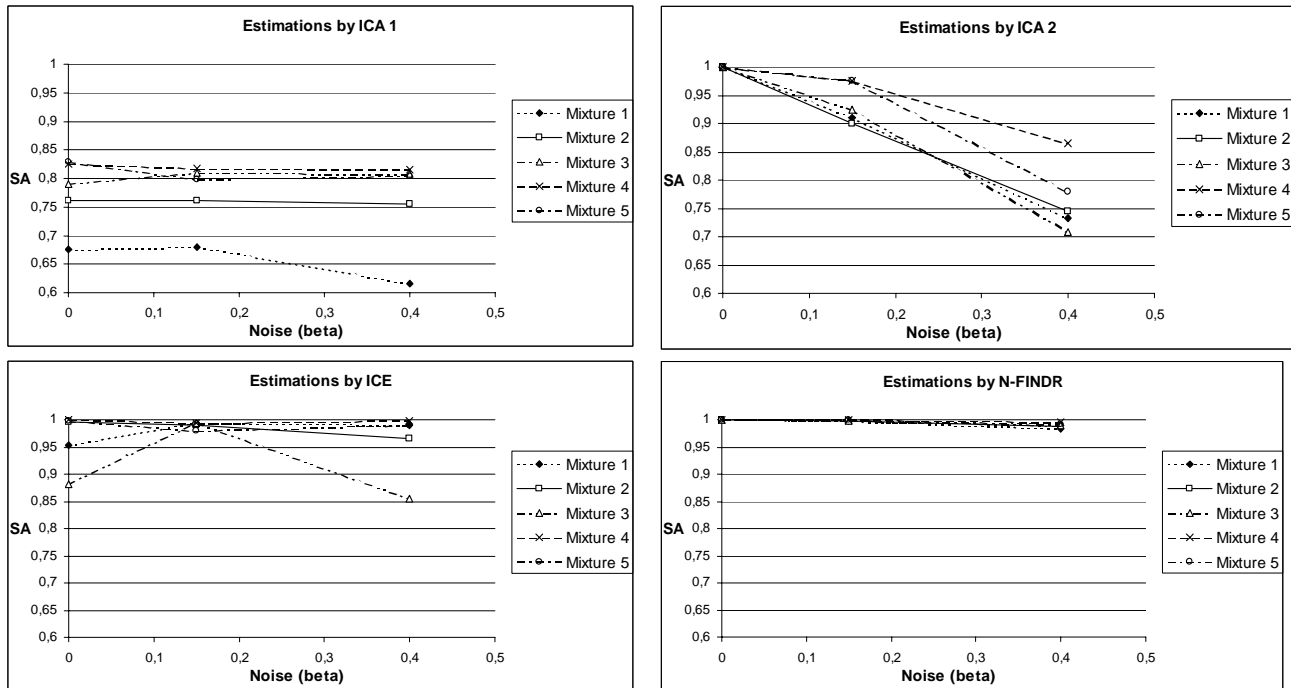 Estimations by ICA 1
1
0,95
0,9
0,85
0,8
SA
0,75
0,7
0,65
0,6
0
0,1
0,2
0,3
0,4
0,5
Noise (beta)
Mixture 1
Mixture 2
Mixture 3
Mixture 4
Mixture 5
Estimations by ICA 2
1
0,95
0,9
0,85
0,8
SA
0,75
0,7
0,65
0,6
0
0,1
0,2
0,3
0,4
0,5
Noise (beta)
Mixture 1
Mixture 2
Mixture 3
Mixture 4
Mixture 5
Estimations by ICE
1
0,95
0,9
0,85
SA
0,8
0,75
0,7
0,65
0,6
0
0,1
0,2
0,3
0,4
0,5
Noise (beta)
Mixture 1
Mixture 2
Mixture 3
Mixture 4
Mixture 5
Estimations by N-FINDR
1
0,95
0,9
0,85
SA
0,8
0,75
0,7
0,65
0,6
0
0,1
0,2
0,3
0,4
0,5
Noise (beta)
Mixture 1
Mixture 2
Mixture 3
Mixture 4
Mixture 5